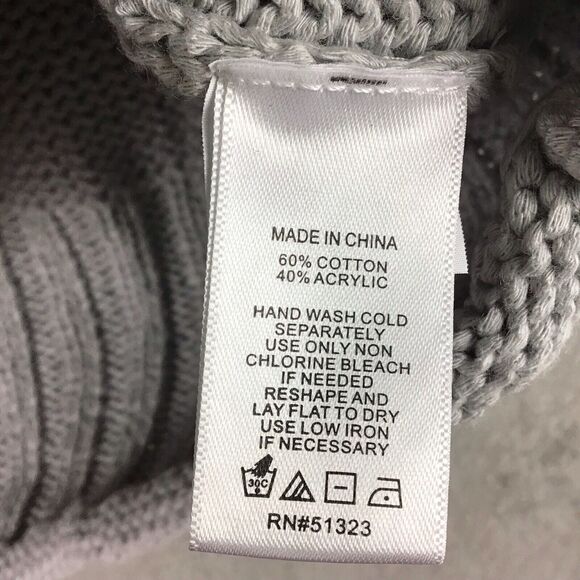 MADE IN CHINA
60% COTTON
40% ACRYLIC
HAND WASH COLD
SEPARATELY
USE ONLY NON
CHLORINE BLEACH
IF NEEDED
RESHAPE AND
LAY FLAT TO DRY
USE LOW IRON
IF NECESSARY
30C
RN#51323